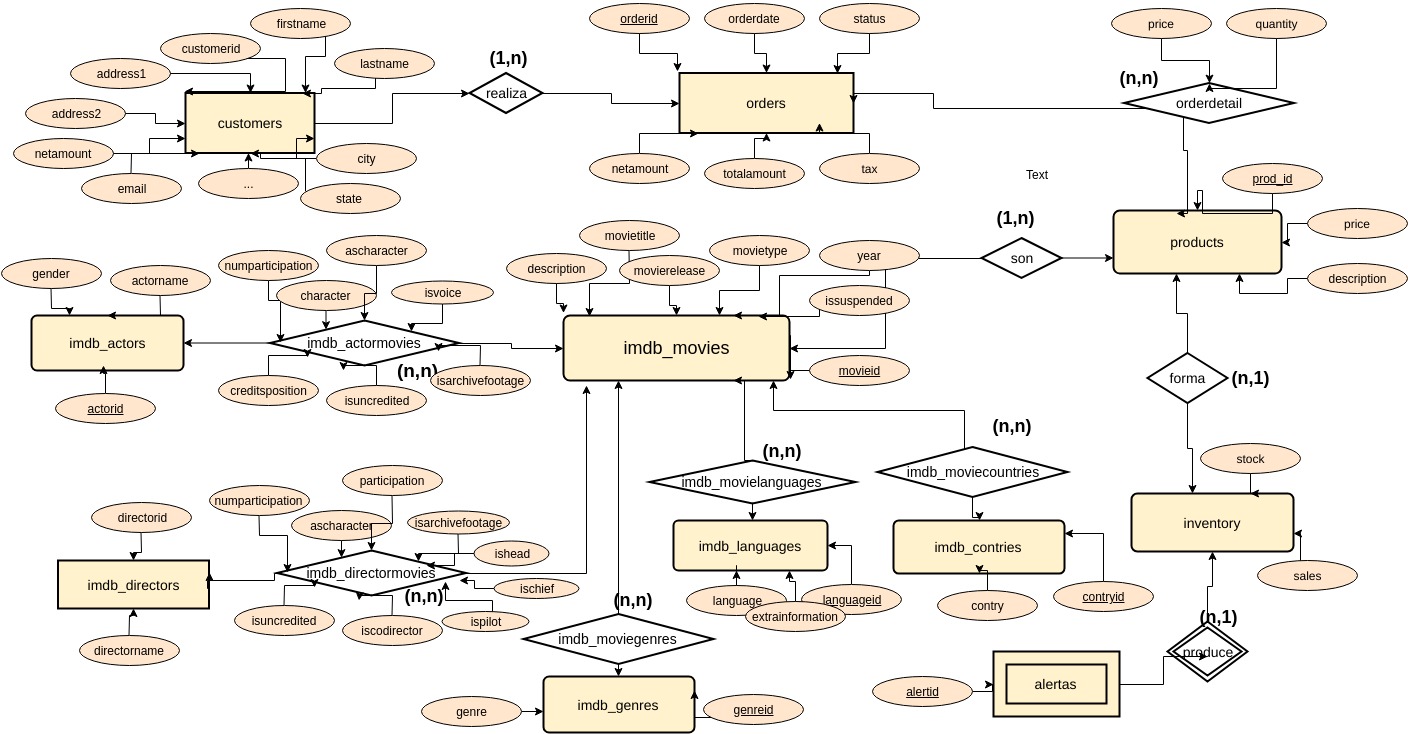 firstname
customerid
lastname
address1
address2
customers
netamount
email
...
city
state
(1,n)
realiza
orderid
orderdate
status
orders
netamount
totalamount
tax
price
quantity
(n,n)
orderdetail
Text
prod_id
products
price
description
(1,n)
son
gender
actorname
imdb_actors
actorid
numparticipation
ascharacter
character
isvoice
imdb_actormovies
(n,n)
isarchivefootage
creditsposition
isuncredited
movietitle
description
movierelease
movietype
year
issuspended
imdb_movies
movieid
forma
(n,1)
directorid
imdb_directors
directorname
numparticipation
participation
ascharacter
isarchivefootage
ishead
imdb_directormovies
ischief
(n,n)
isuncredited
iscodirector
ispilot
(n,n)
imdb_moviegenres
genre
imdb_genres
genreid
(n,n)
imdb_movielanguages
imdb_languages
language
languageid
extrainformation
(n,n)
imdb_moviecountries
imdb_contries
contry
contryid
stock
inventory
sales
(n,1)
produce
alertid
alertas